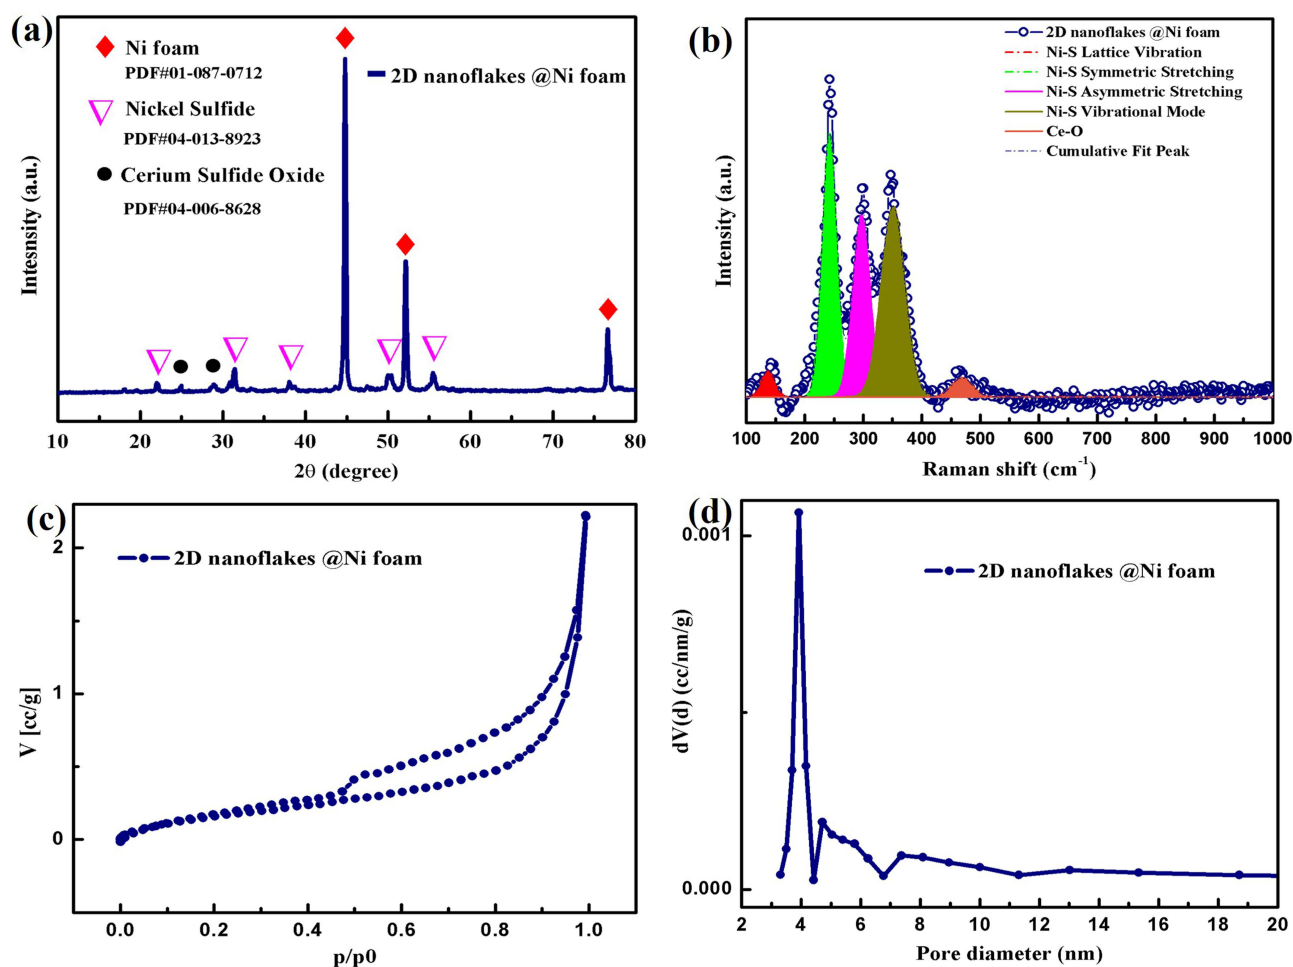 (a)
Ni foam
PDF#01-087-0712
Nickel Sulfide
PDF#04-013-8923
Cerium Sulfide Oxide
PDF#04-006-8628
2D nanoflakes @Ni foam
Intensity (a.u.)
10 20 30 40 50 60 70 80
2θ (degree)
(b)
2D nanoflakes @Ni foam
Ni-S Lattice Vibration
Ni-S Symmetric Stretching
Ni-S Asymmetric Stretching
Ni-S Vibrational Mode
Ce-O
Cumulative Fit Peak
Intensity (a.u.)
100 200 300 400 500 600 700 800 900 1000
Raman shift (cm-1)
(c)
2D nanoflakes @Ni foam
V [cc/g]
2
1
0
0.0 0.2 0.4 0.6 0.8 1.0
p/p0
(d)
2D nanoflakes @Ni foam
dV(d) (cc/nm/g)
0.001
0.000
2 4 6 8 10 12 14 16 18 20
Pore diameter (nm)